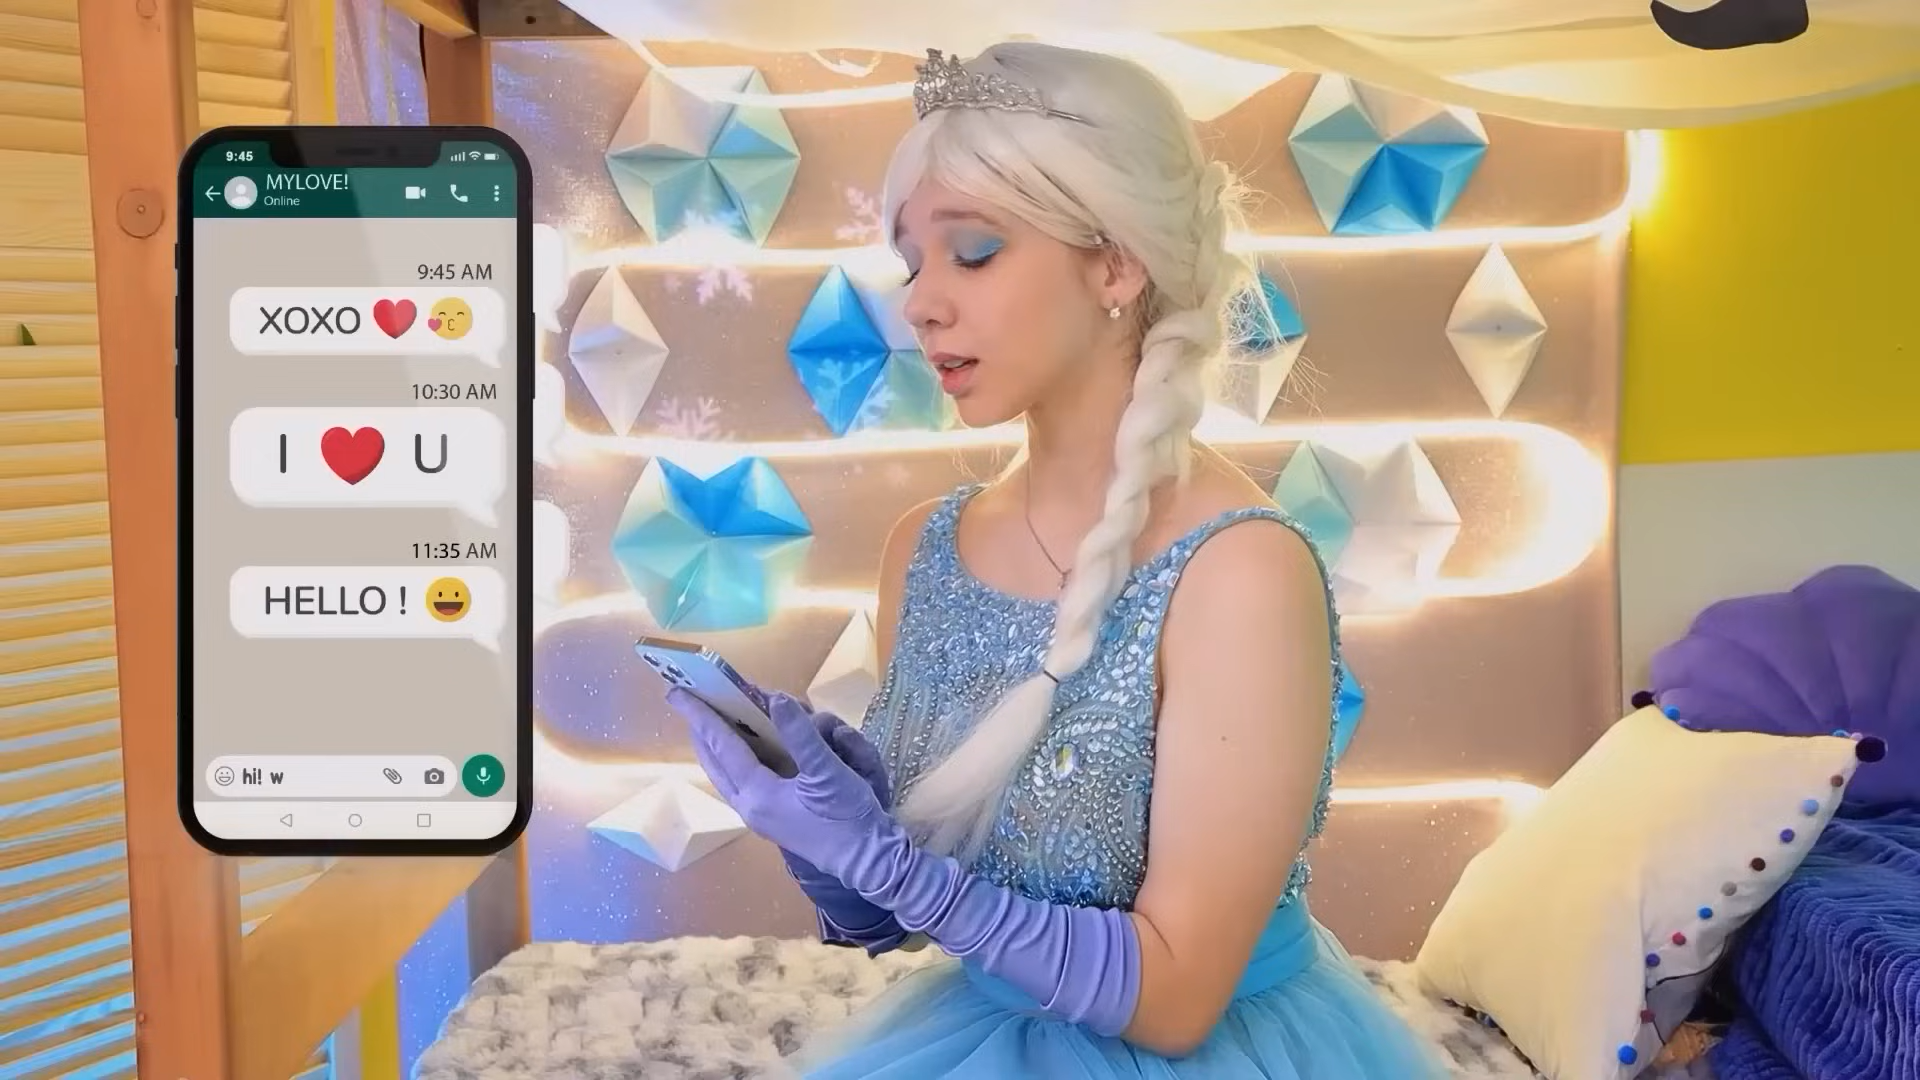 9:45
MYLOVE!
Online
9:45 AM
XOXO ❤️ 😙
10:30 AM
I ❤️ U
11:35 AM
HELLO ! 😀
hi! w